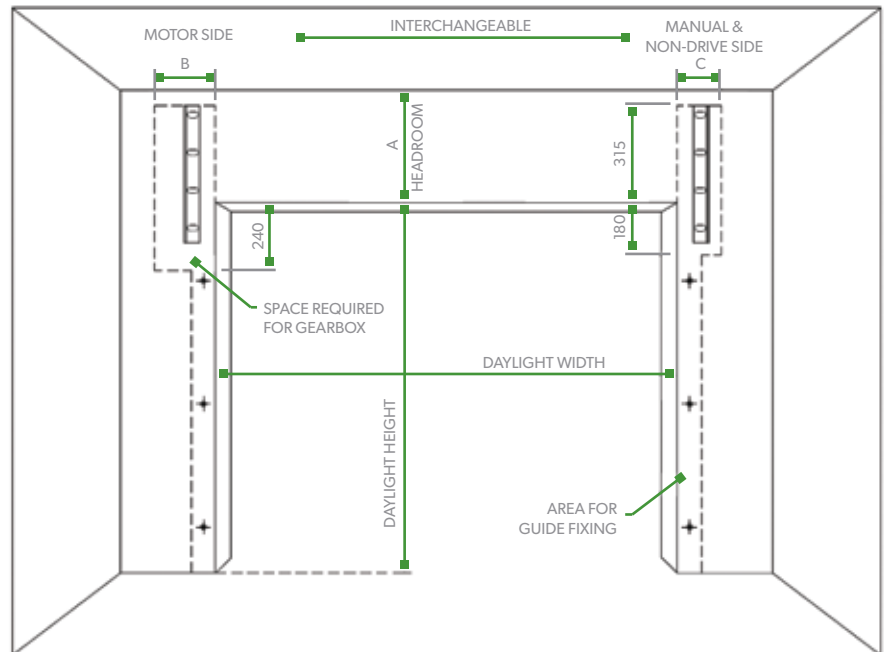 MOTOR SIDE
INTERCHANGEABLE
MANUAL &
NON-DRIVE SIDE
B
C
A
HEADROOM
315
240
180
SPACE REQUIRED
FOR GEARBOX
DAYLIGHT WIDTH
DAYLIGHT HEIGHT
AREA FOR
GUIDE FIXING